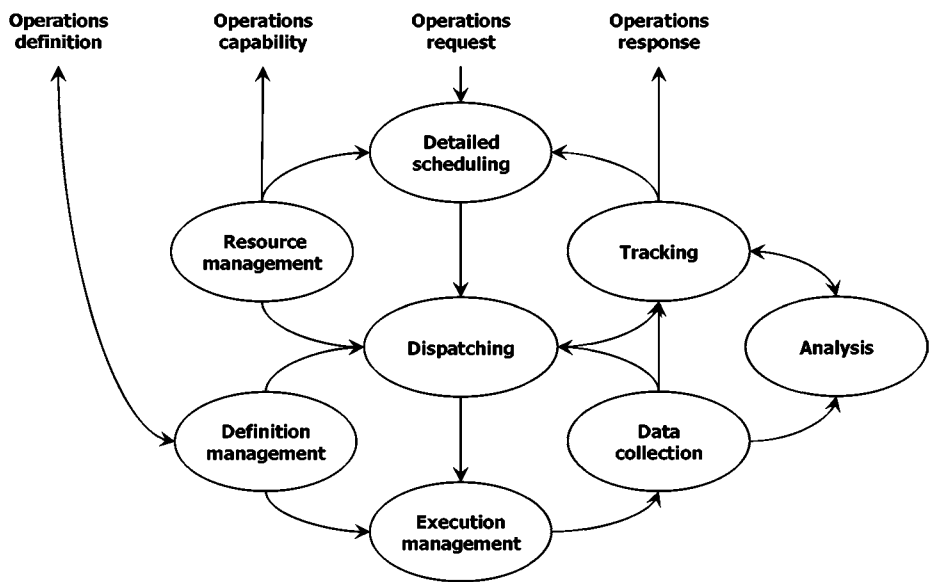 Operations
definition
Operations
capability
Operations
request
Operations
response
Detailed
scheduling
Resource
management
Tracking
Dispatching
Analysis
Definition
management
Data
collection
Execution
management